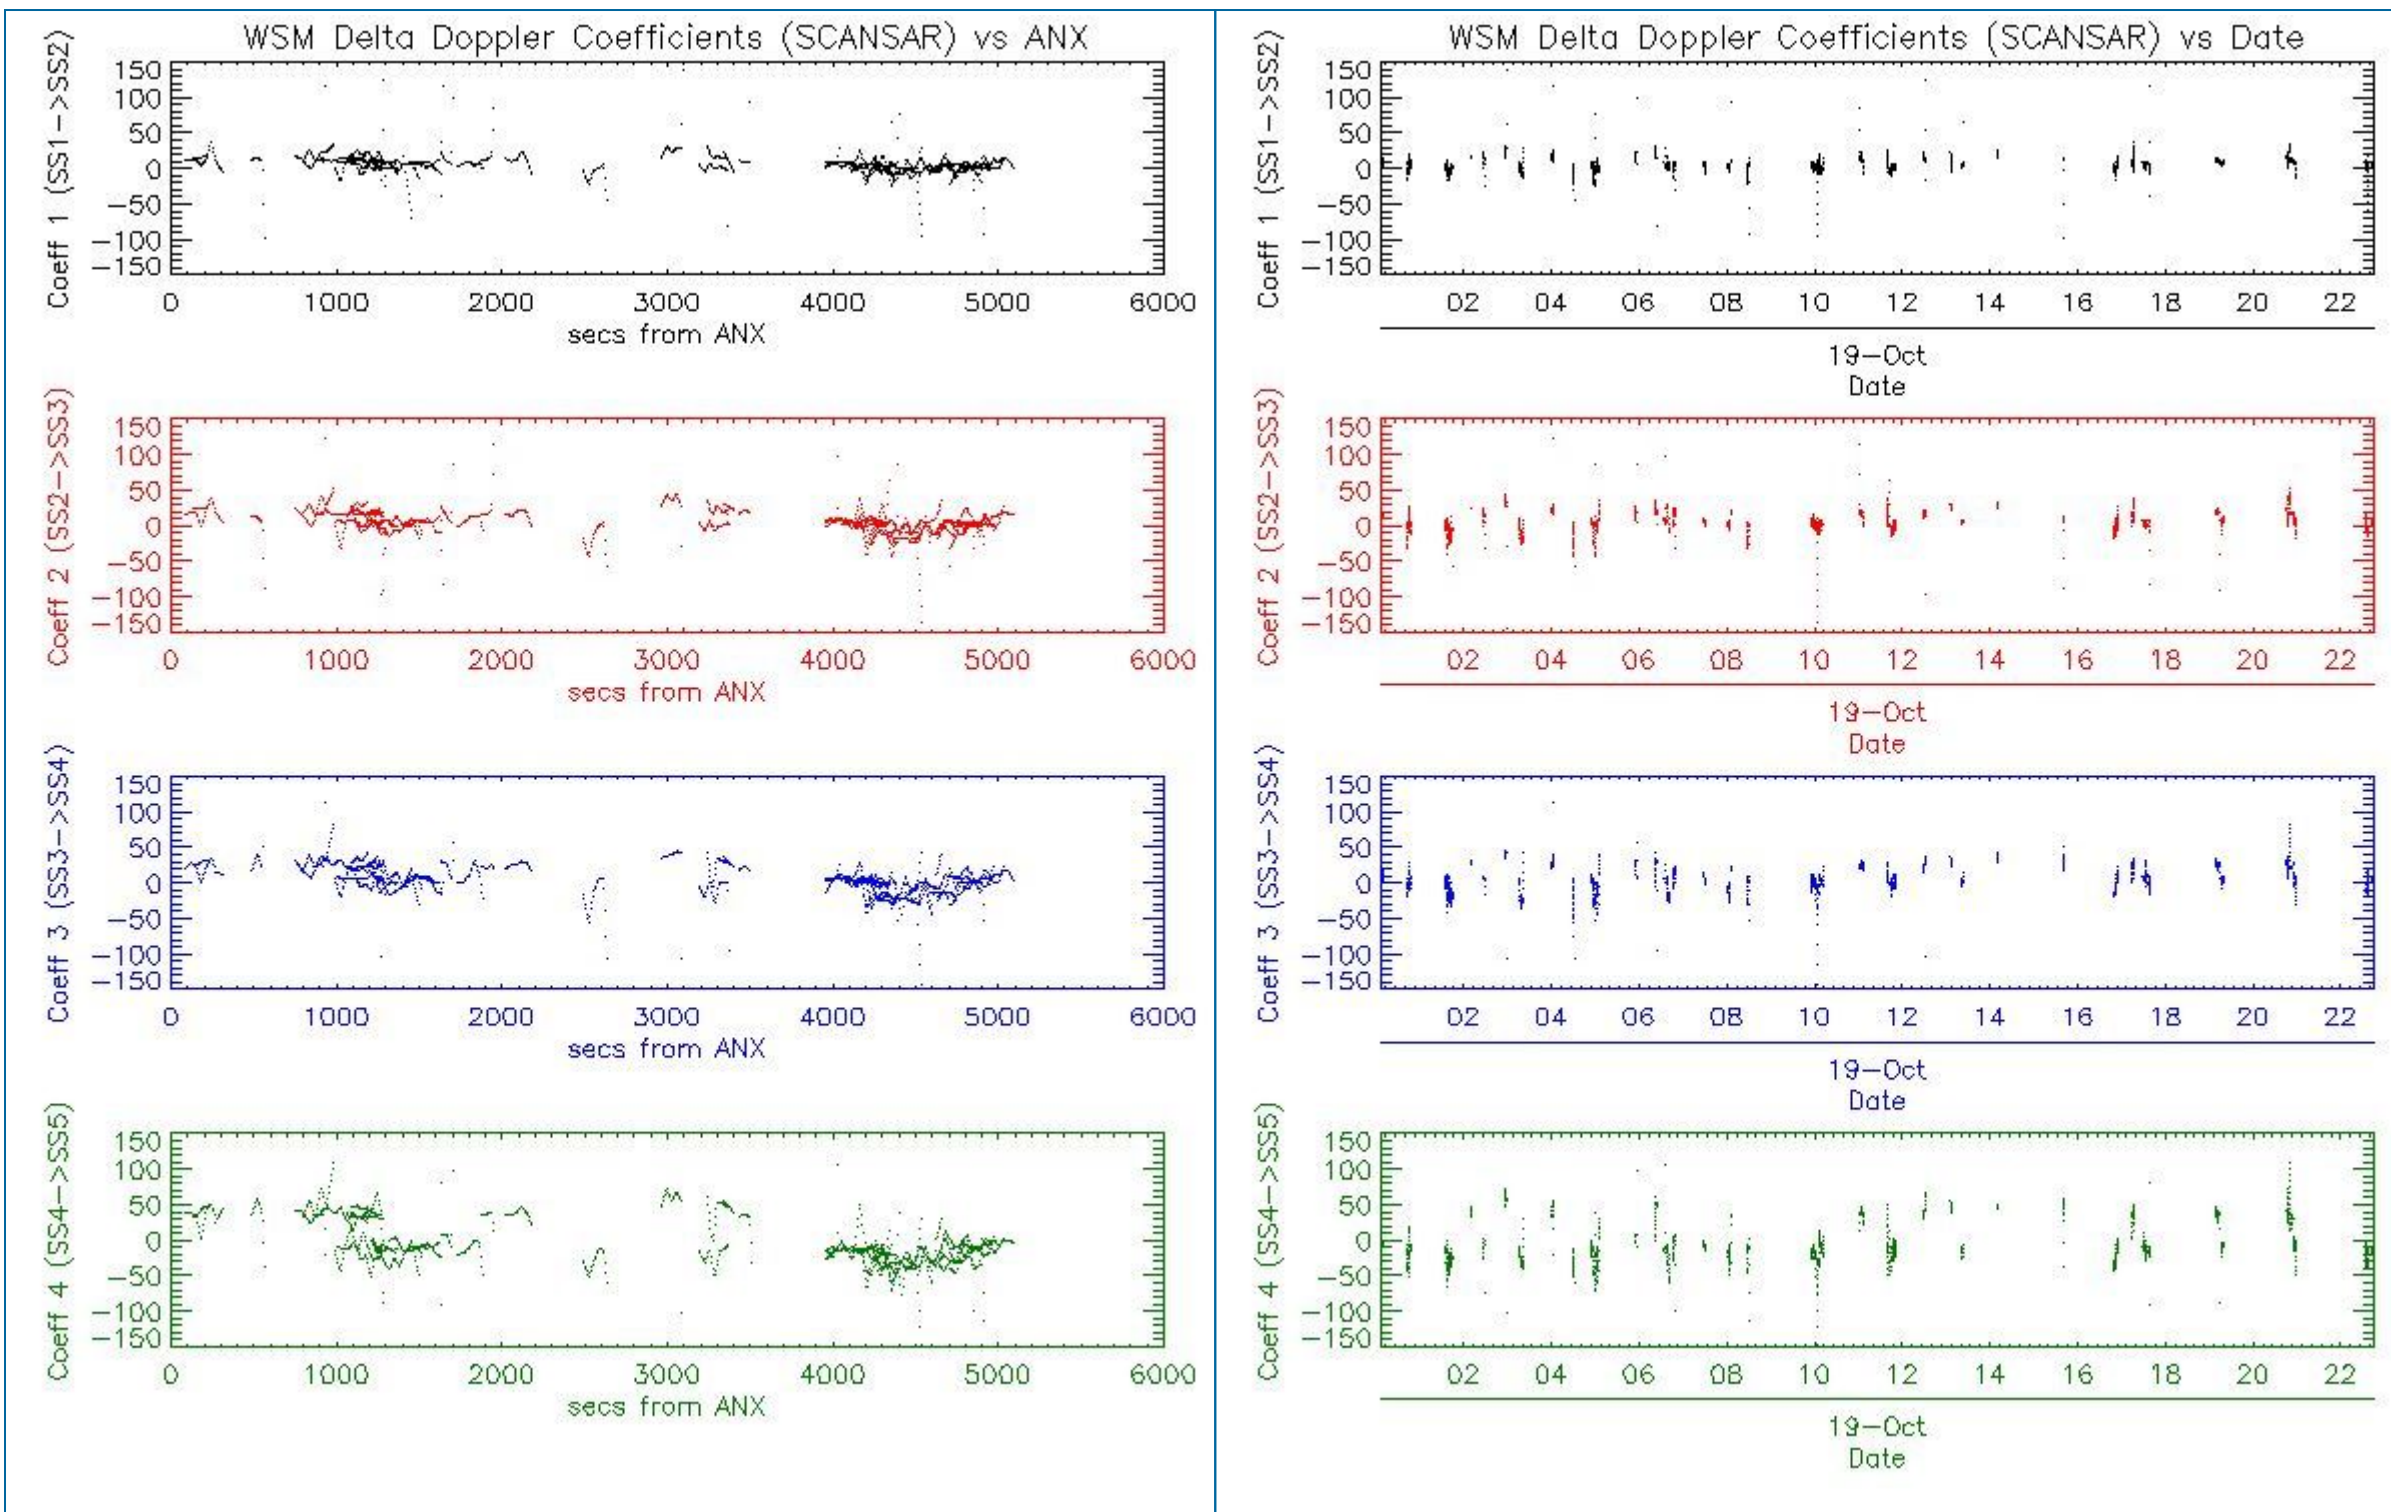 WSM Delta Doppler Coefficients (SCANSAR) vs ANX
Coeff 1 (SS1->SS2)
150
100
50
0
-50
-100
-150
0 1000 2000 3000 4000 5000 6000
secs from ANX
Coeff 2 (SS2->SS3)
150
100
50
0
-50
-100
-150
0 1000 2000 3000 4000 5000 6000
secs from ANX
Coeff 3 (SS3->SS4)
150
100
50
0
-50
-100
-150
0 1000 2000 3000 4000 5000 6000
secs from ANX
Coeff 4 (SS4->SS5)
150
100
50
0
-50
-100
-150
0 1000 2000 3000 4000 5000 6000
secs from ANX
WSM Delta Doppler Coefficients (SCANSAR) vs Date
Coeff 1 (SS1->SS2)
150
100
50
0
-50
-100
-150
02 04 06 08 10 12 14 16 18 20 22
19-Oct
Date
Coeff 2 (SS2->SS3)
150
100
50
0
-50
-100
-150
02 04 06 08 10 12 14 16 18 20 22
19-Oct
Date
Coeff 3 (SS3->SS4)
150
100
50
0
-50
-100
-150
02 04 06 08 10 12 14 16 18 20 22
19-Oct
Date
Coeff 4 (SS4->SS5)
150
100
50
0
-50
-100
-150
02 04 06 08 10 12 14 16 18 20 22
19-Oct
Date